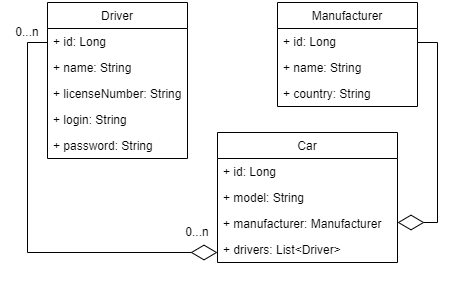 Driver
0...n
+ id: Long
+ name: String
+ licenseNumber: String
+ login: String
+ password: String
Manufacturer
+ id: Long
+ name: String
+ country: String
Car
+ id: Long
+ model: String
+ manufacturer: Manufacturer
+ drivers: List<Driver>
0...n